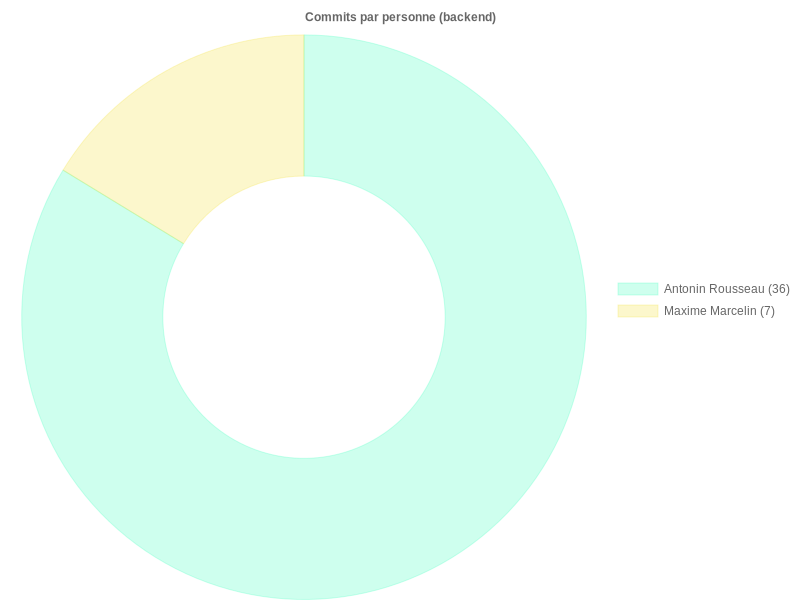 Commits par personne (backend)
Antonin Rousseau (36)
Maxime Marcelin (7)